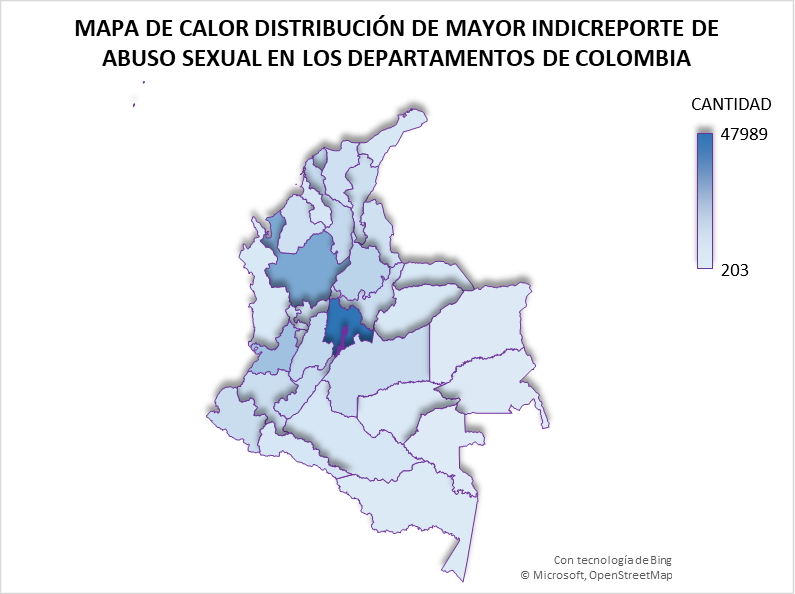 MAPA DE CALOR DISTRIBUCIÓN DE MAYOR INDICREPORTE DE
ABUSO SEXUAL EN LOS DEPARTAMENTOS DE COLOMBIA
CANTIDAD
47989
203
Con tecnología de Bing
© Microsoft, OpenStreetMap